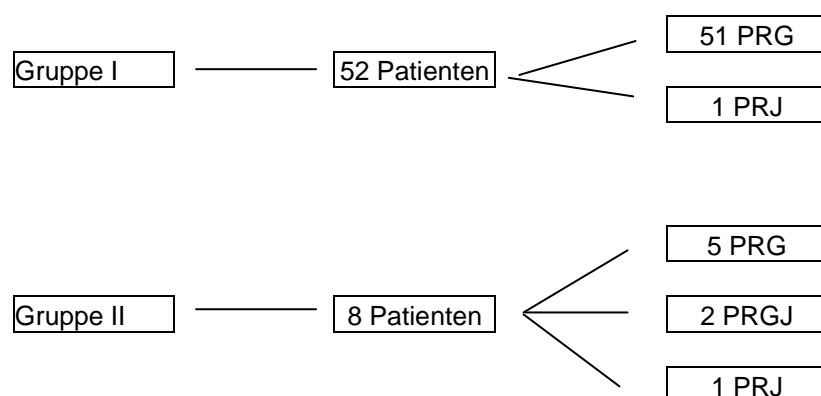 Gruppe I
52 Patienten
51 PRG
1 PRJ
Gruppe II
8 Patienten
5 PRG
2 PRGJ
1 PRJ